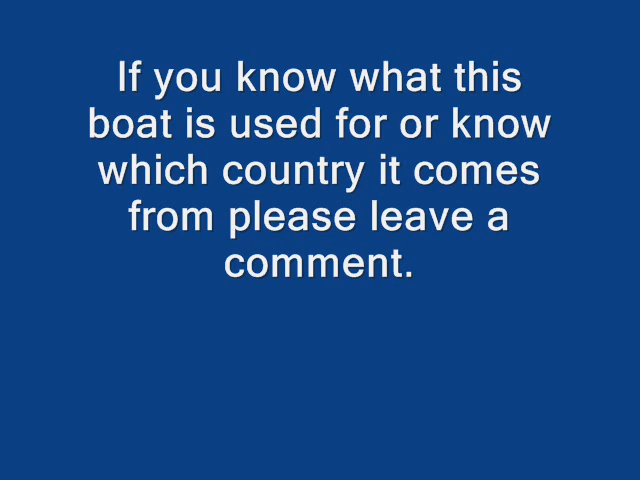 If you know what this
boat is used for or know
which country it comes
from please leave a
comment.